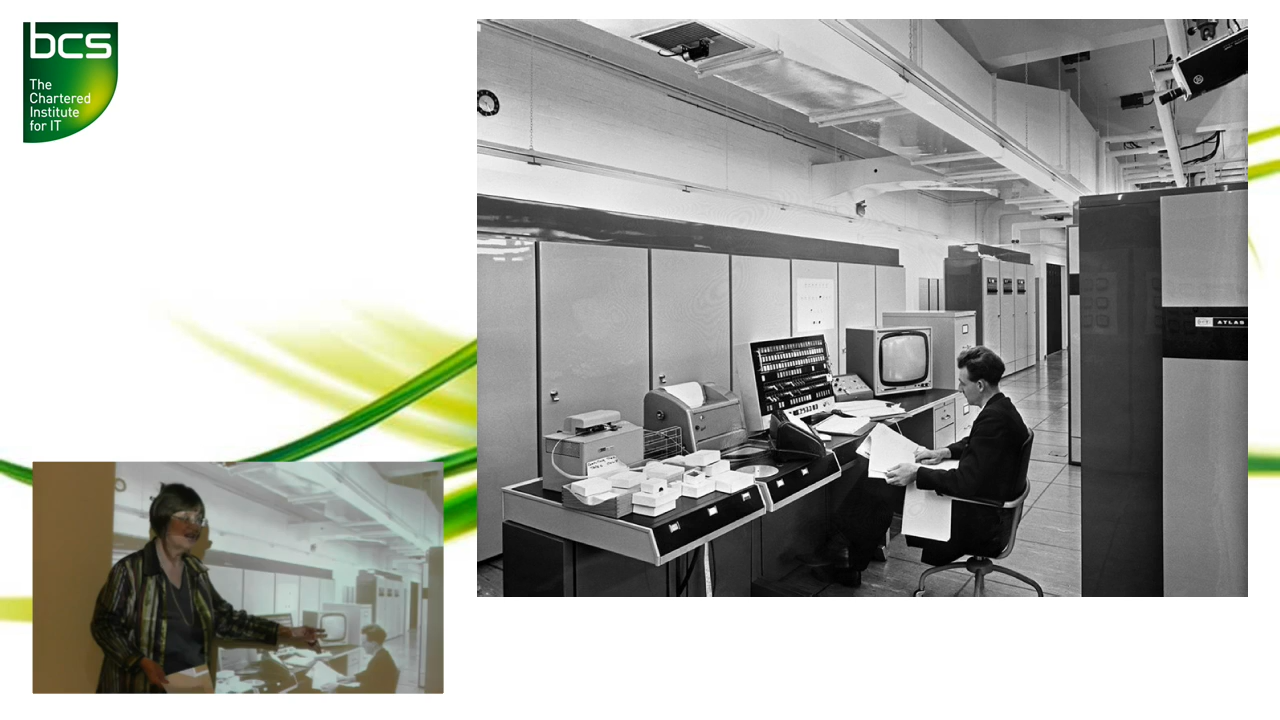 bcs
The
Chartered
Institute
for IT
ATLAS